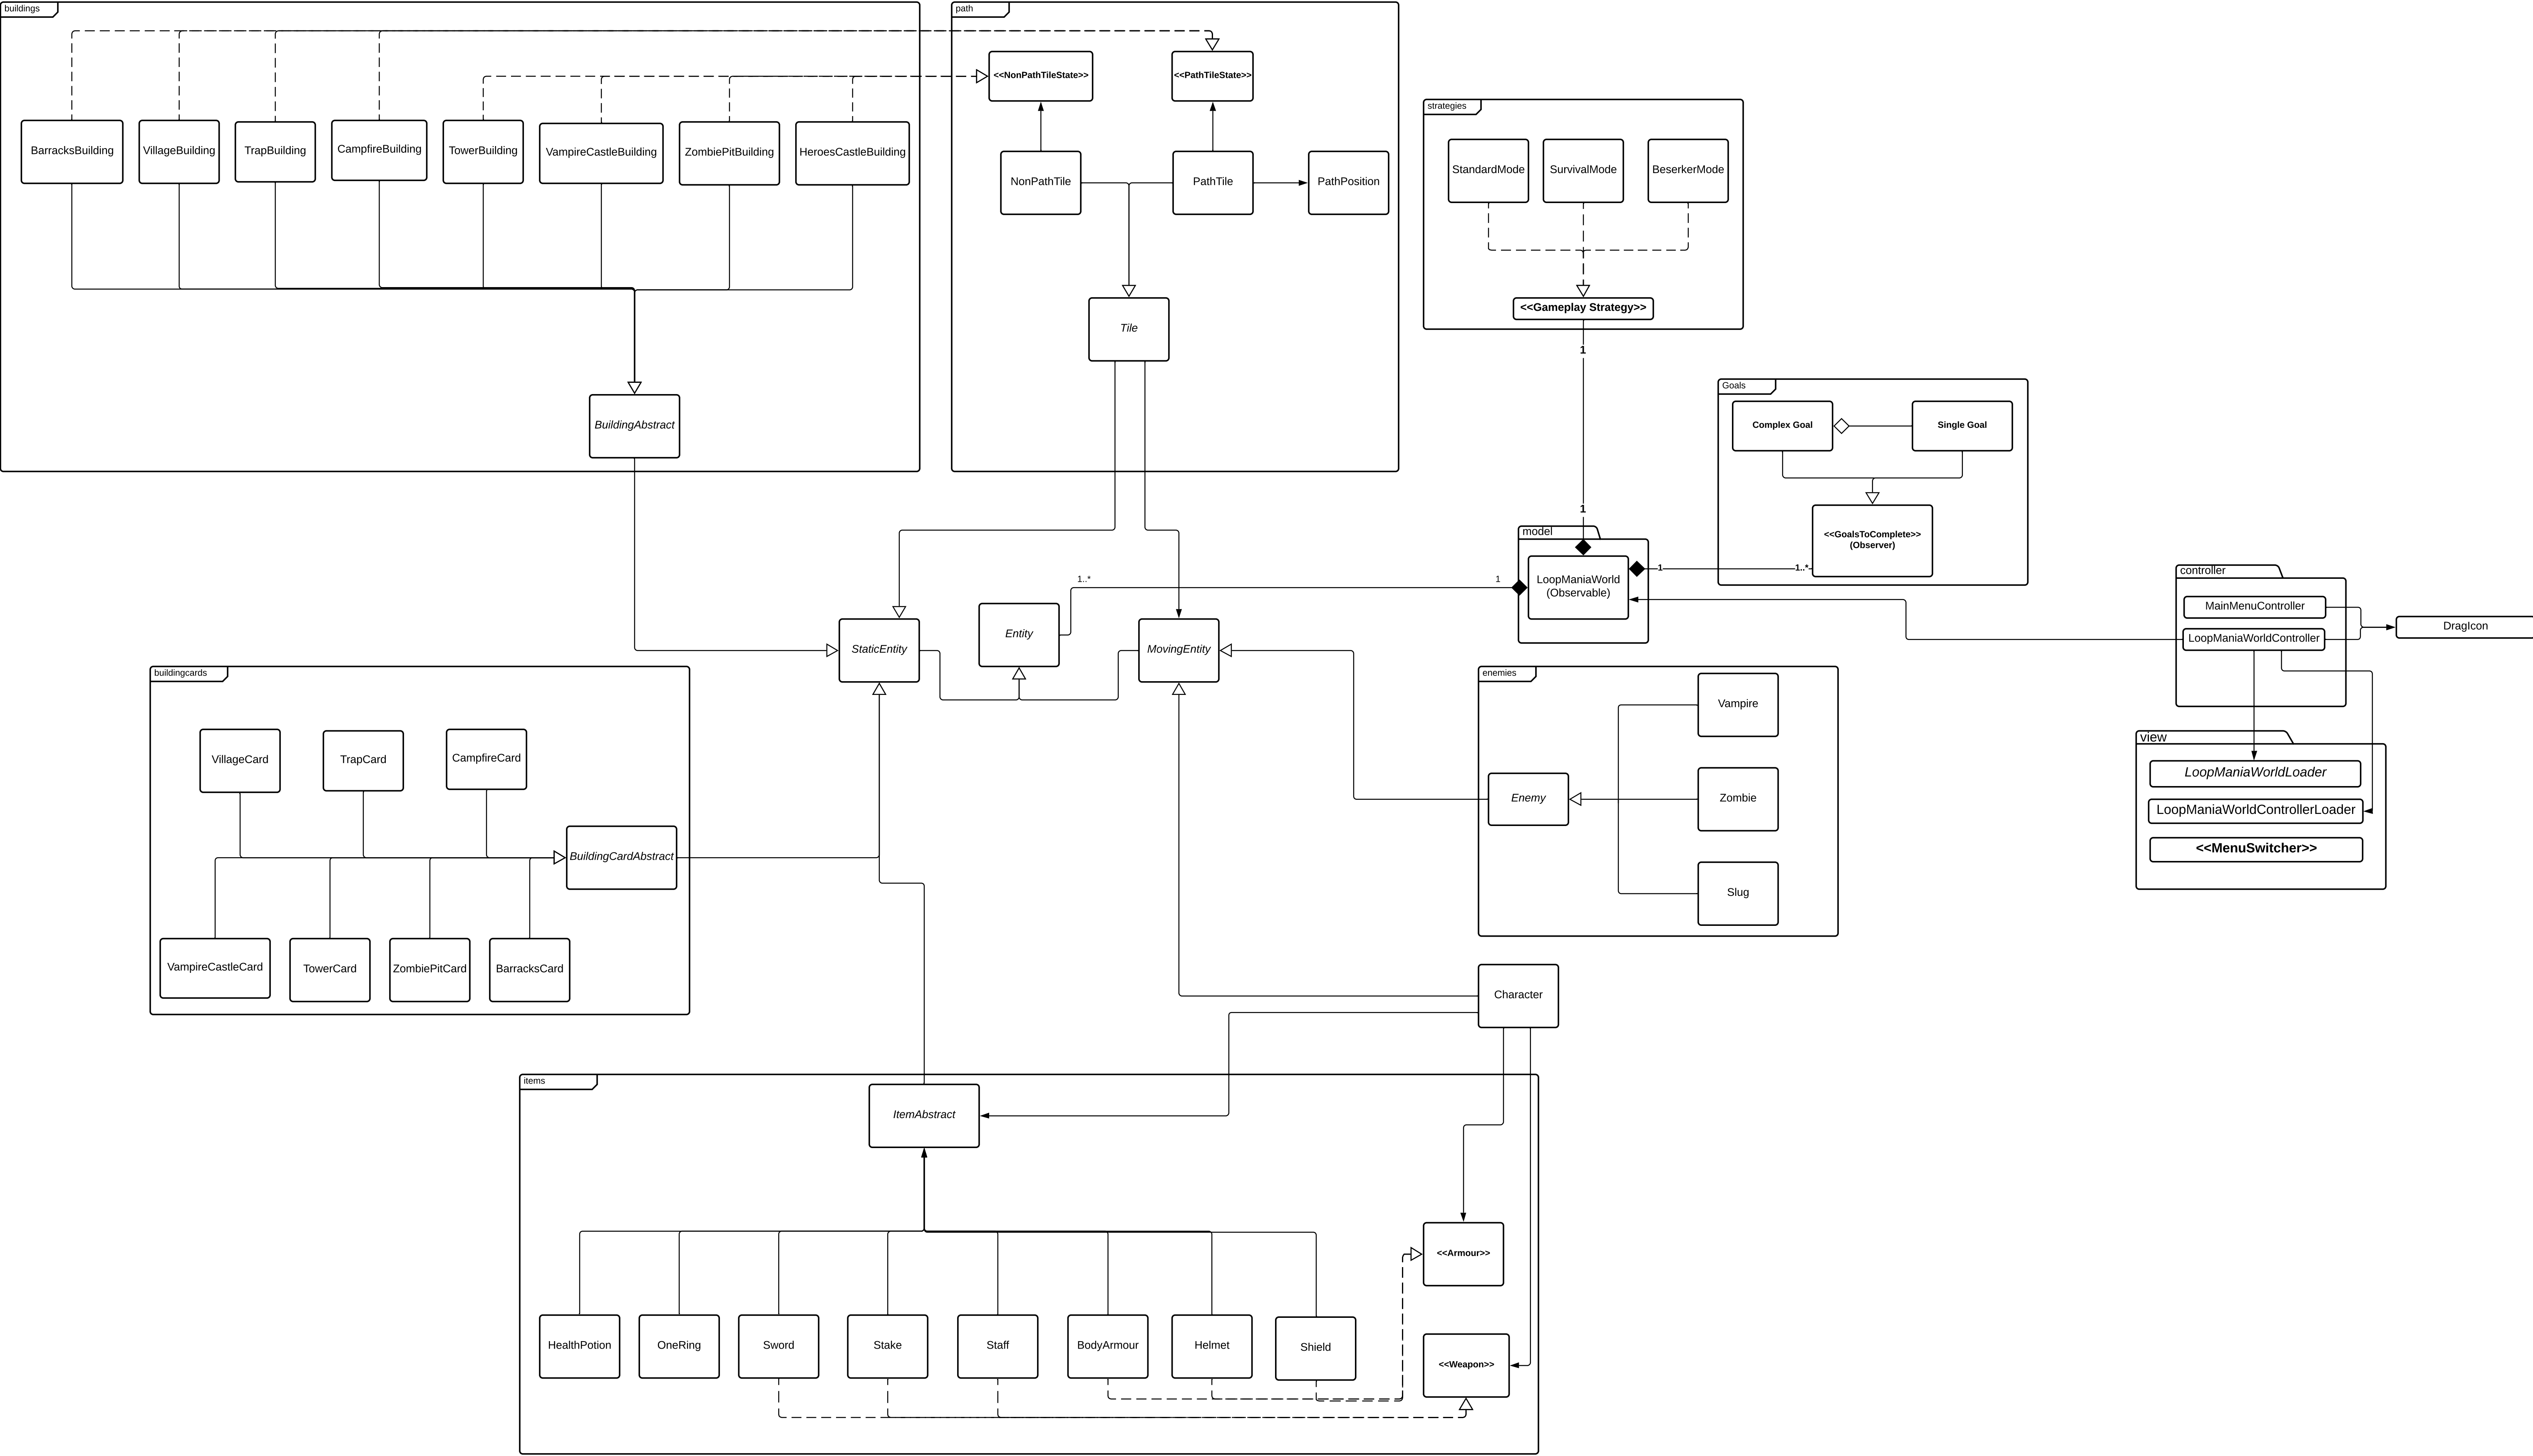 buildings
BarracksBuilding
VillageBuilding
TrapBuilding
CampfireBuilding
TowerBuilding
VampireCastleBuilding
ZombiePitBuilding
HeroesCastleBuilding
BuildingAbstract
path
<<NonPathTileState>>
<<PathTileState>>
NonPathTile
PathTile
PathPosition
Tile
strategies
StandardMode
SurvivalMode
BeserkerMode
<<Gameplay Strategy>>
1
1
Goals
Complex Goal
Single Goal
<<GoalsToComplete>>
(Observer)
model
LoopManiaWorld
(Observable)
1
1..*
1..*
1
controller
MainMenuController
LoopManiaWorldController
DragIcon
view
LoopManiaWorldLoader
LoopManiaWorldControllerLoader
<<MenuSwitcher>>
StaticEntity
Entity
MovingEntity
buildingcards
VillageCard
TrapCard
CampfireCard
BuildingCardAbstract
VampireCastleCard
TowerCard
ZombiePitCard
BarracksCard
enemies
Vampire
Enemy
Zombie
Slug
Character
items
ItemAbstract
HealthPotion
OneRing
Sword
Stake
Staff
BodyArmour
Helmet
Shield
<<Armour>>
<<Weapon>>